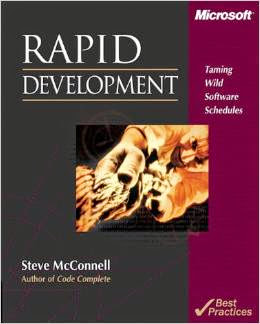 Microsoft
RAPID
DEVELOPMENT
Taming
Wild
Software
Schedules
Steve McConnell
Author of Code Complete
Best
Practices